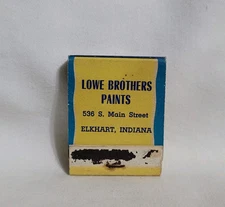 LOWE BROTHERS
PAINTS
536 S. Main Street
ELKHART, INDIANA